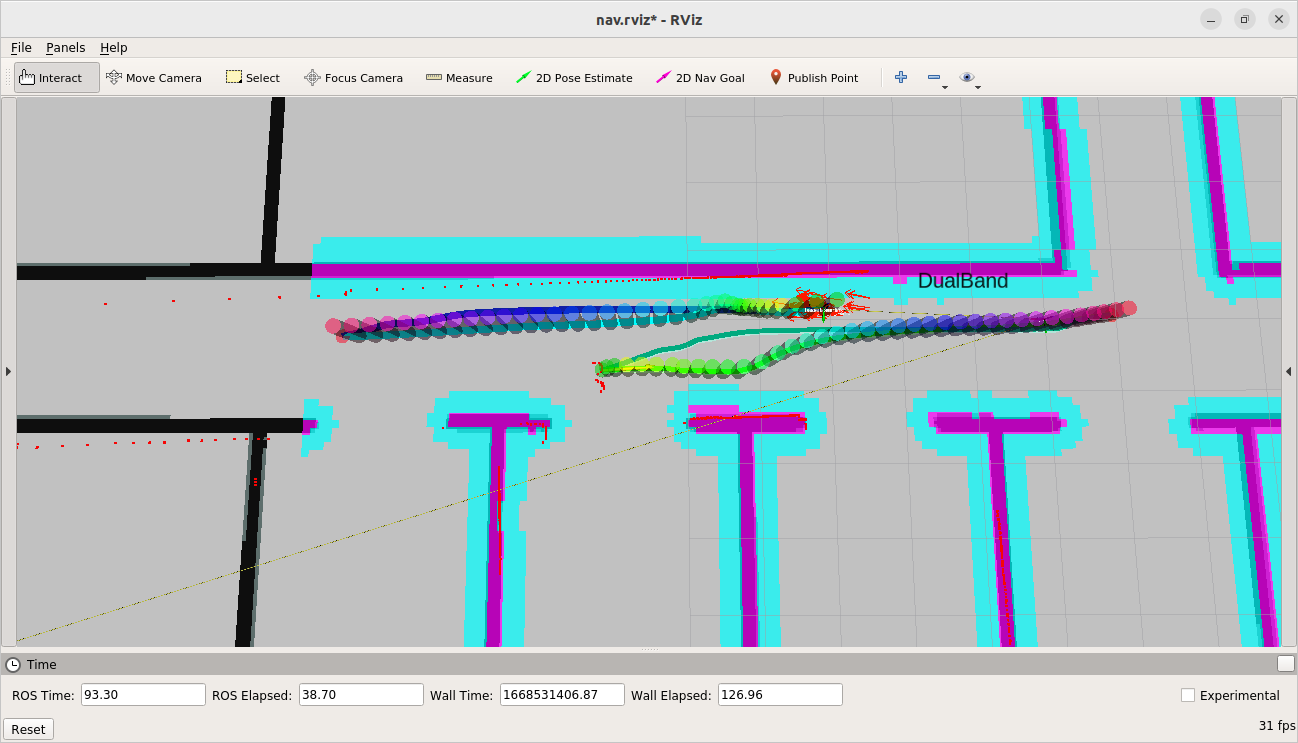 nav.rviz* - RViz
File Panels Help
Interact Move Camera Select Focus Camera Measure 2D Pose Estimate 2D Nav Goal Publish Point
DualBand
Time
ROS Time: 93.30 ROS Elapsed: 38.70 Wall Time: 1668531406.87 Wall Elapsed: 126.96 Experimental
Reset 31 fps